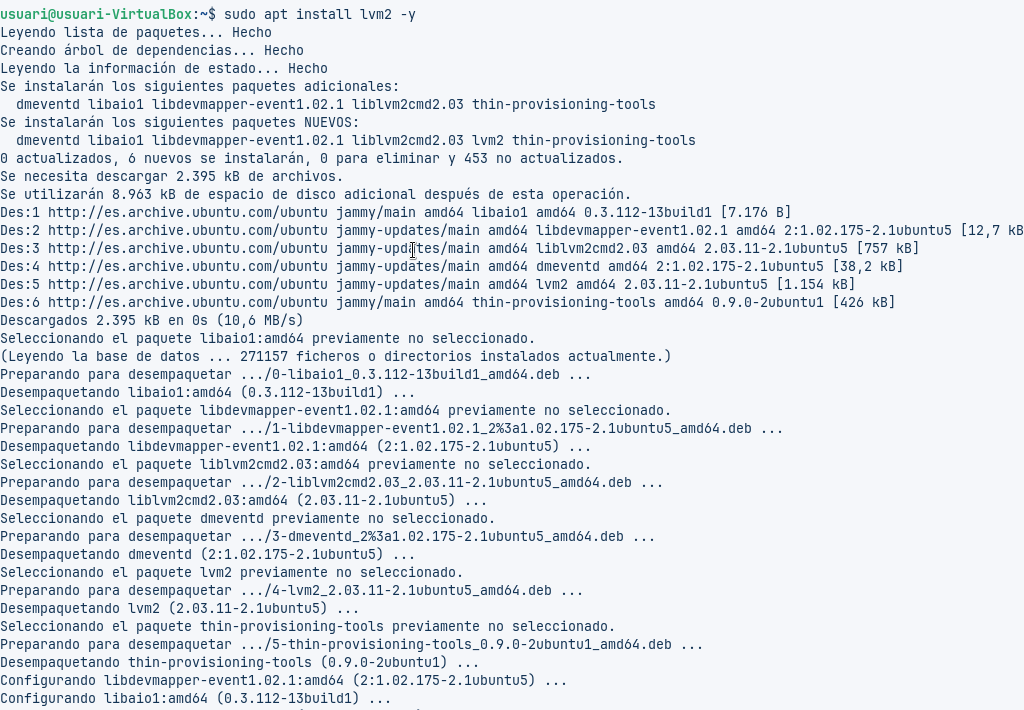 usuari@usuari-VirtualBox:~$ sudo apt install lvm2 -y
Leyendo lista de paquetes... Hecho
Creando árbol de dependencias... Hecho
Leyendo la información de estado... Hecho
Se instalarán los siguientes paquetes adicionales:
  dmeventd libaio1 libdevmapper-event1.02.1 liblvm2cmd2.03 thin-provisioning-tools
Se instalarán los siguientes paquetes NUEVOS:
  dmeventd libaio1 libdevmapper-event1.02.1 liblvm2cmd2.03 lvm2 thin-provisioning-tools
0 actualizados, 6 nuevos se instalarán, 0 para eliminar y 453 no actualizados.
Se necesita descargar 2.395 kB de archivos.
Se utilizarán 8.963 kB de espacio de disco adicional después de esta operación.
Des:1 http://es.archive.ubuntu.com/ubuntu jammy/main amd64 libaio1 amd64 0.3.112-13build1 [7.176 B]
Des:2 http://es.archive.ubuntu.com/ubuntu jammy-updates/main amd64 libdevmapper-event1.02.1 amd64 2:1.02.175-2.1ubuntu5 [12,7 kB
Des:3 http://es.archive.ubuntu.com/ubuntu jammy-updates/main amd64 liblvm2cmd2.03 amd64 2.03.11-2.1ubuntu5 [757 kB]
Des:4 http://es.archive.ubuntu.com/ubuntu jammy-updates/main amd64 dmeventd amd64 2:1.02.175-2.1ubuntu5 [38,2 kB]
Des:5 http://es.archive.ubuntu.com/ubuntu jammy-updates/main amd64 lvm2 amd64 2.03.11-2.1ubuntu5 [1.154 kB]
Des:6 http://es.archive.ubuntu.com/ubuntu jammy/main amd64 thin-provisioning-tools amd64 0.9.0-2ubuntu1 [426 kB]
Descargados 2.395 kB en 0s (10,6 MB/s)
Seleccionando el paquete libaio1:amd64 previamente no seleccionado.
(Leyendo la base de datos ... 271157 ficheros o directorios instalados actualmente.)
Preparando para desempaquetar .../0-libaio1_0.3.112-13build1_amd64.deb ...
Desempaquetando libaio1:amd64 (0.3.112-13build1) ...
Seleccionando el paquete libdevmapper-event1.02.1:amd64 previamente no seleccionado.
Preparando para desempaquetar .../1-libdevmapper-event1.02.1_2%3a1.02.175-2.1ubuntu5_amd64.deb ...
Desempaquetando libdevmapper-event1.02.1:amd64 (2:1.02.175-2.1ubuntu5) ...
Seleccionando el paquete liblvm2cmd2.03:amd64 previamente no seleccionado.
Preparando para desempaquetar .../2-liblvm2cmd2.03_2.03.11-2.1ubuntu5_amd64.deb ...
Desempaquetando liblvm2cmd2.03:amd64 (2.03.11-2.1ubuntu5) ...
Seleccionando el paquete dmeventd previamente no seleccionado.
Preparando para desempaquetar .../3-dmeventd_2%3a1.02.175-2.1ubuntu5_amd64.deb ...
Desempaquetando dmeventd (2:1.02.175-2.1ubuntu5) ...
Seleccionando el paquete lvm2 previamente no seleccionado.
Preparando para desempaquetar .../4-lvm2_2.03.11-2.1ubuntu5_amd64.deb ...
Desempaquetando lvm2 (2.03.11-2.1ubuntu5) ...
Seleccionando el paquete thin-provisioning-tools previamente no seleccionado.
Preparando para desempaquetar .../5-thin-provisioning-tools_0.9.0-2ubuntu1_amd64.deb ...
Desempaquetando thin-provisioning-tools (0.9.0-2ubuntu1) ...
Configurando libdevmapper-event1.02.1:amd64 (2:1.02.175-2.1ubuntu5) ...
Configurando libaio1:amd64 (0.3.112-13build1) ...